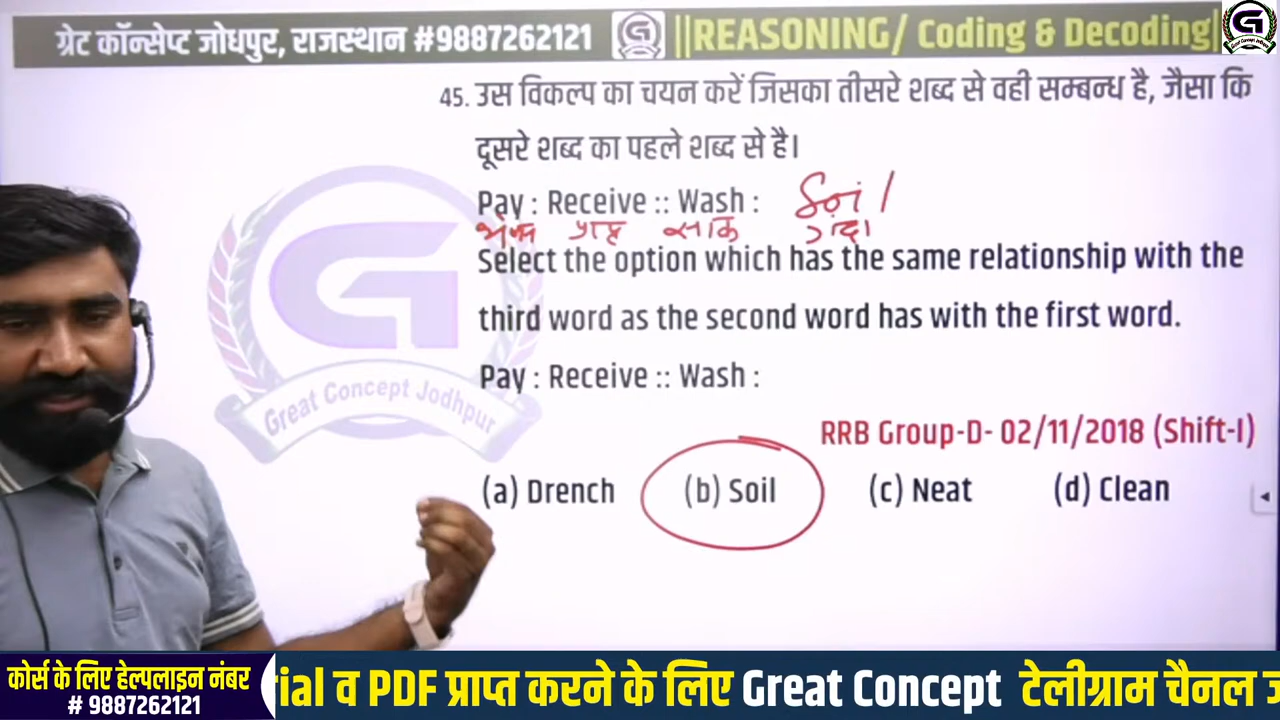 ग्रेट कॉन्सेप्ट जोधपुर, राजस्थान #9887262121 ||REASONING/ Coding & Decoding||
45. उस विकल्प का चयन करें जिसका तीसरे शब्द से वही सम्बन्ध है, जैसा कि
दूसरे शब्द का पहले शब्द से है।
Pay : Receive :: Wash : Soil
Select the option which has the same relationship with the
third word as the second word has with the first word.
Pay : Receive :: Wash :
Great Concept Jodhpur
RRB Group-D- 02/11/2018 (Shift-I)
(a) Drench (b) Soil (c) Neat (d) Clean
कोर्स के लिए हेल्पलाइन नंबर
# 9887262121
व PDF प्राप्त करने के लिए Great Concept टेलीग्राम चैनल